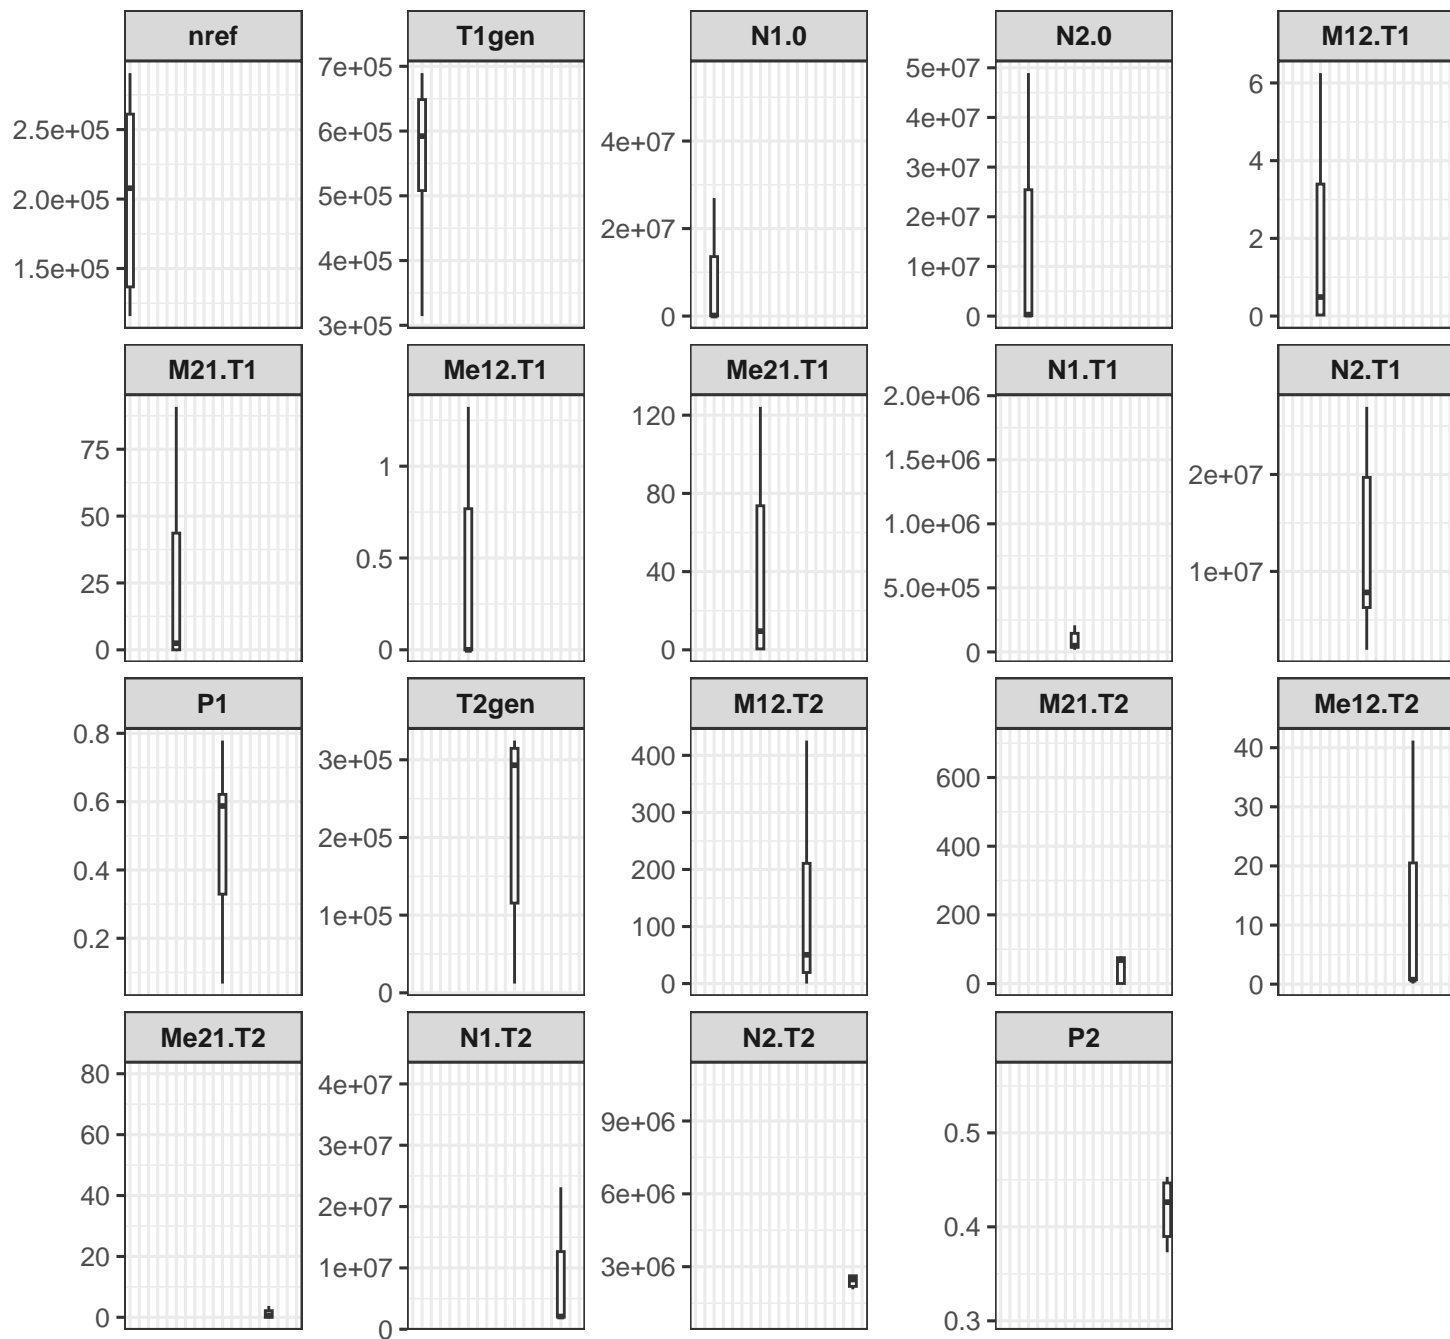 nref
T1gen
N1.0
N2.0
M12.T1
2.5e+05
2.0e+05
1.5e+05
7e+05
6e+05
5e+05
4e+05
3e+05
4e+07
2e+07
0
5e+07
4e+07
3e+07
2e+07
1e+07
0
6
4
2
0
M21.T1
Me12.T1
Me21.T1
N1.T1
N2.T1
75
50
25
0
1
0.5
0
120
80
40
0
2.0e+06
1.5e+06
1.0e+06
5.0e+05
0
2e+07
1e+07
P1
T2gen
M12.T2
M21.T2
Me12.T2
0.8
0.6
0.4
0.2
3e+05
2e+05
1e+05
0
400
300
200
100
0
600
400
200
0
40
30
20
10
0
Me21.T2
N1.T2
N2.T2
P2
80
60
40
20
0
4e+07
3e+07
2e+07
1e+07
0
9e+06
6e+06
3e+06
0.5
0.4
0.3